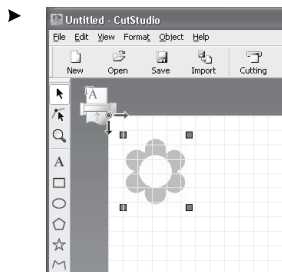 Untitled - CutStudio
File Edit View Format Object Help
New Open Save Import Cutting
A
A